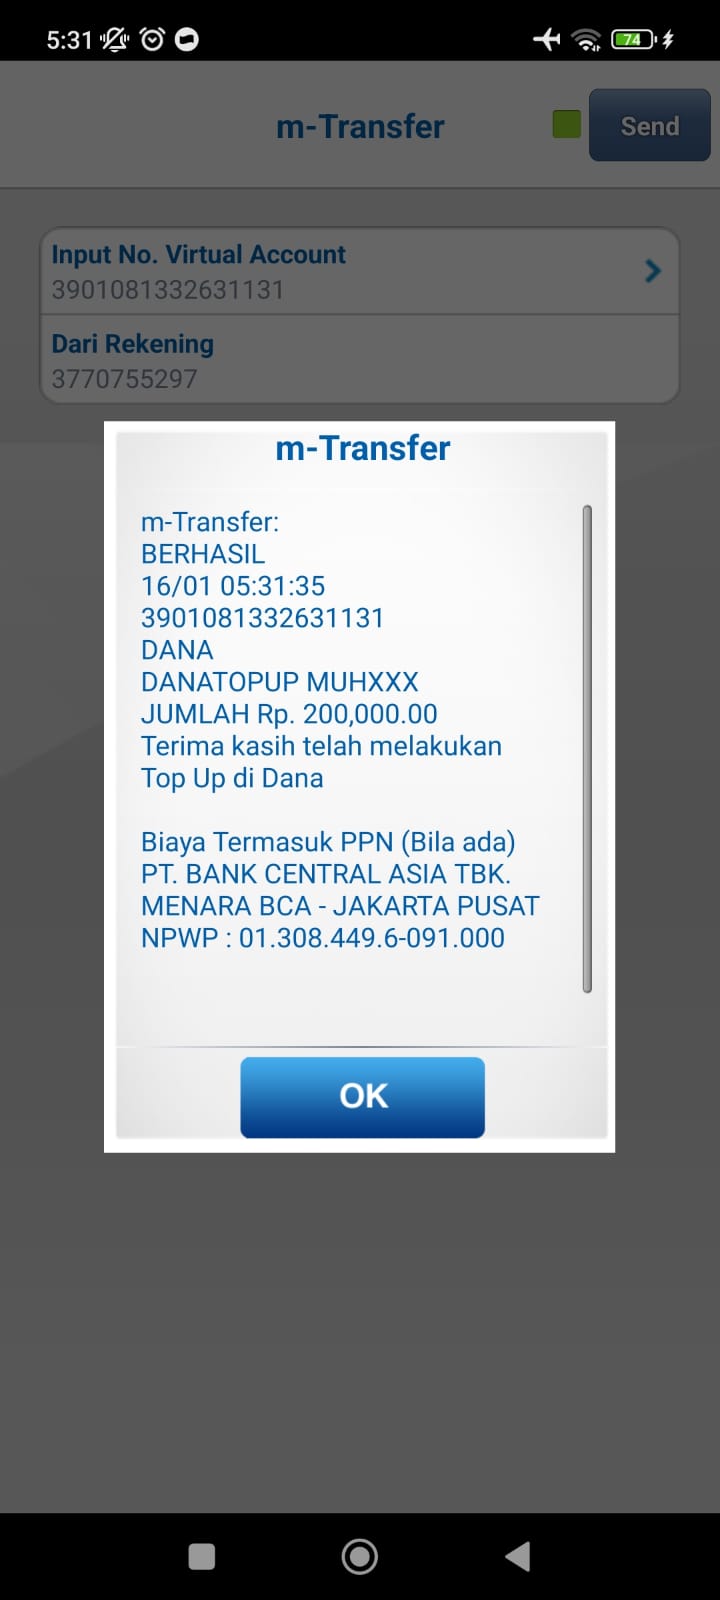 5:31
74
m-Transfer
Send
Input No. Virtual Account
3901081332631131
Dari Rekening
3770755297
m-Transfer
m-Transfer:
BERHASIL
16/01 05:31:35
3901081332631131
DANA
DANATOPUP MUHXXX
JUMLAH Rp. 200,000.00
Terima kasih telah melakukan
Top Up di Dana
Biaya Termasuk PPN (Bila ada)
PT. BANK CENTRAL ASIA TBK.
MENARA BCA - JAKARTA PUSAT
NPWP : 01.308.449.6-091.000
OK